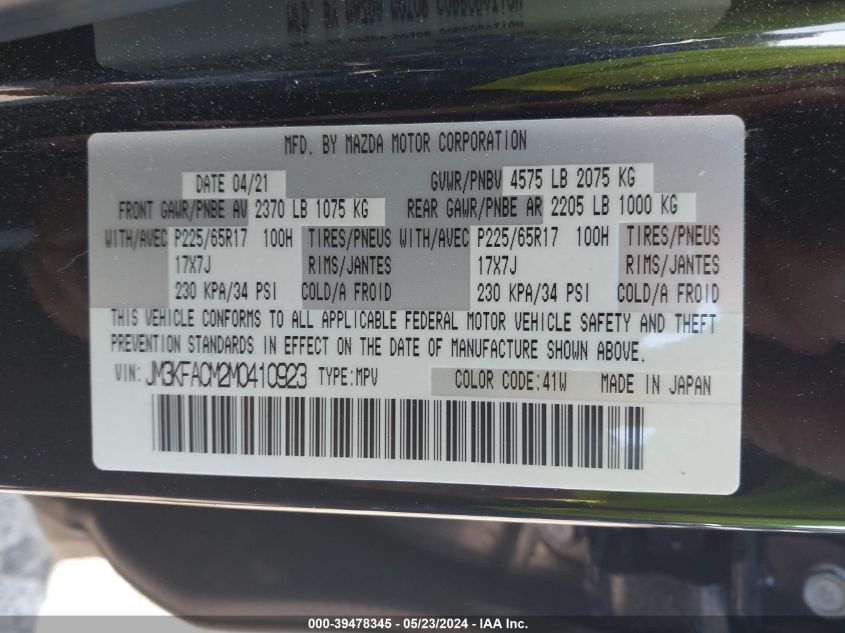 MFD. BY MAZDA MOTOR CORPORATION
DATE 04/21 GVWR/PNBV 4575 LB 2075 KG
FRONT GAWR/PNBE AV 2370 LB 1075 KG REAR GAWR/PNBE AR 2205 LB 1000 KG
WITH/AVEC P225/65R17 100H TIRES/PNEUS WITH/AVEC P225/65R17 100H TIRES/PNEUS
17X7J RIMS/JANTES 17X7J RIMS/JANTES
230 KPA/34 PSI COLD/A FROID 230 KPA/34 PSI COLD/A FROID
THIS VEHICLE CONFORMS TO ALL APPLICABLE FEDERAL MOTOR VEHICLE SAFETY AND THEFT
PREVENTION STANDARDS IN EFFECT ON THE DATE OF MANUFACTURE SHOWN ABOVE.
VIN: JM3KFACM2M0410923 TYPE:MPV COLOR CODE:41W MADE IN JAPAN
000-39478345 - 05/23/2024 - IAA Inc.